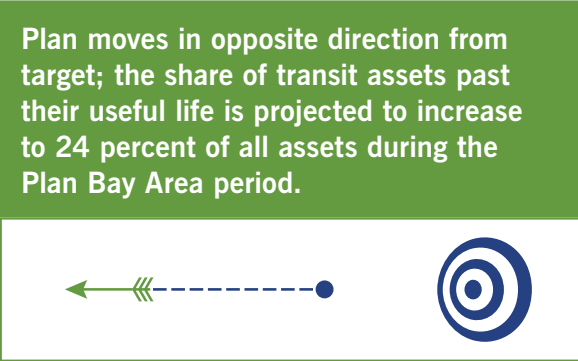 Plan moves in opposite direction from
target; the share of transit assets past
their useful life is projected to increase
to 24 percent of all assets during the
Plan Bay Area period.